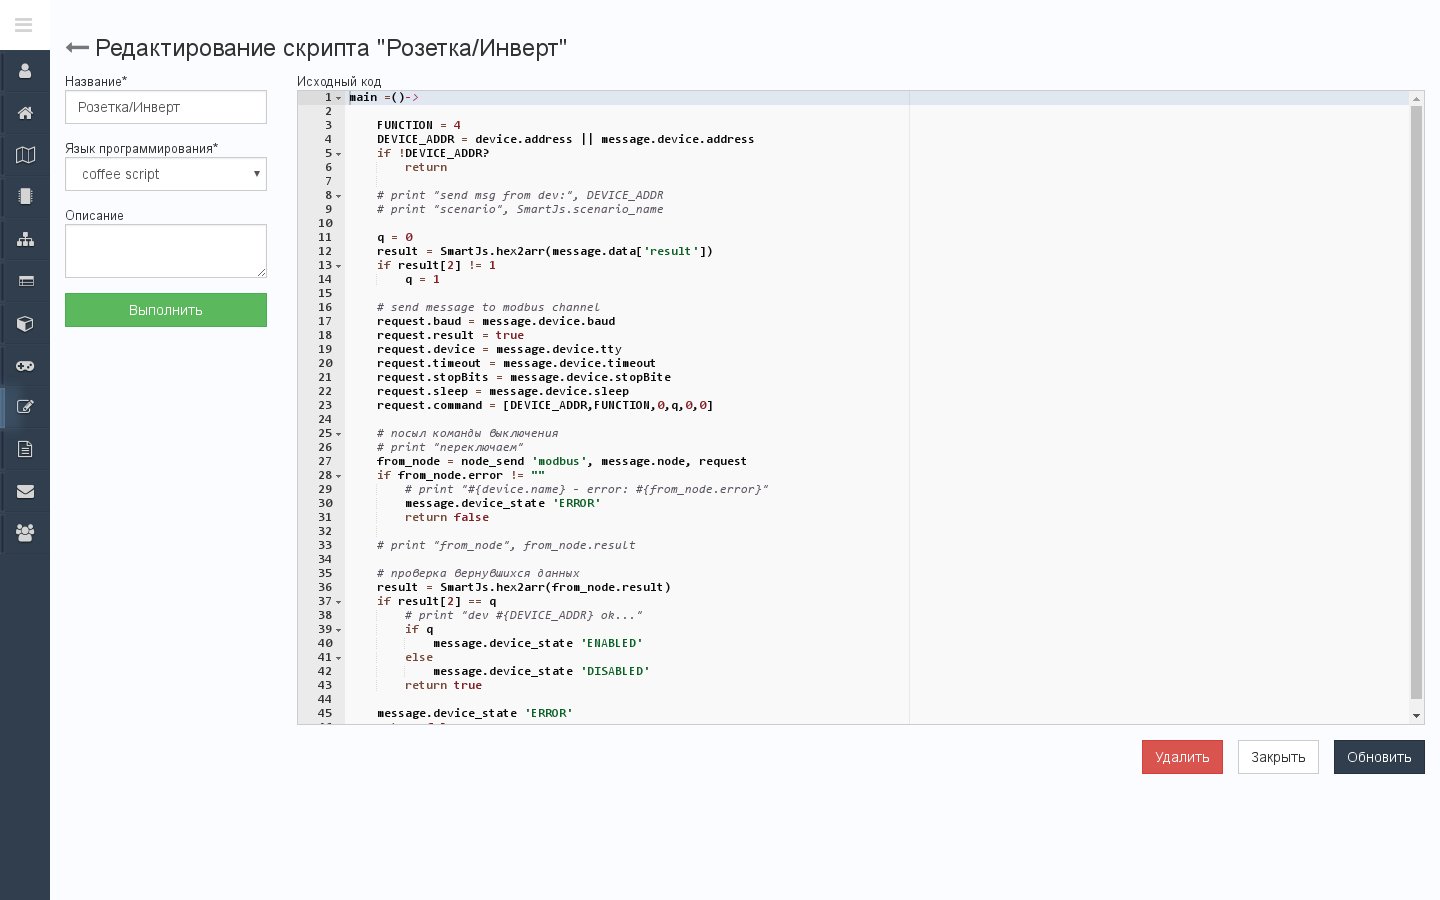 Редактирование скрипта "Розетка/Инверт"
Название*
Розетка/Инверт
Язык программирования*
coffee script
Описание
Выполнить
Исходный код
1 main =()->
2
3 FUNCTION = 4
4 DEVICE_ADDR = device.address || message.device.address
5 if !DEVICE_ADDR?
6 return
7
8 # print "send msg from dev:", DEVICE_ADDR
9 # print "scenario", SmartJs.scenario_name
10
11 q = 0
12 result = SmartJs.hex2arr(message.data['result'])
13 if result[2] != 1
14 q = 1
15
16 # send message to modbus channel
17 request.baud = message.device.baud
18 request.result = true
19 request.device = message.device.tty
20 request.timeout = message.device.timeout
21 request.stopBits = message.device.stopBite
22 request.sleep = message.device.sleep
23 request.command = [DEVICE_ADDR,FUNCTION,0,q,0,0]
24
25 # посыл команды выключения
26 # print "переключаем"
27 from_node = node_send 'modbus', message.node, request
28 if from_node.error != ""
29 # print "#{device.name} - error: #{from_node.error}"
30 message.device_state 'ERROR'
31 return false
32
33 # print "from_node", from_node.result
34
35 # проверка вернувшихся данных
36 result = SmartJs.hex2arr(from_node.result)
37 if result[2] == q
38 # print "dev #{DEVICE_ADDR} ok..."
39 if q
40 message.device_state 'ENABLED'
41 else
42 message.device_state 'DISABLED'
43 return true
44
45 message.device_state 'ERROR'
Удалить
Закрыть
Обновить